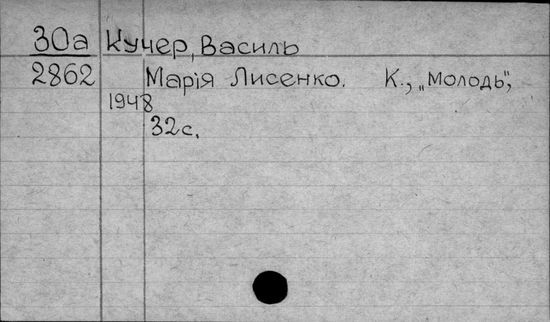 30а Кучер, Василь
2862 Марія Лисенко. К., „Молодь",
1948
32с.